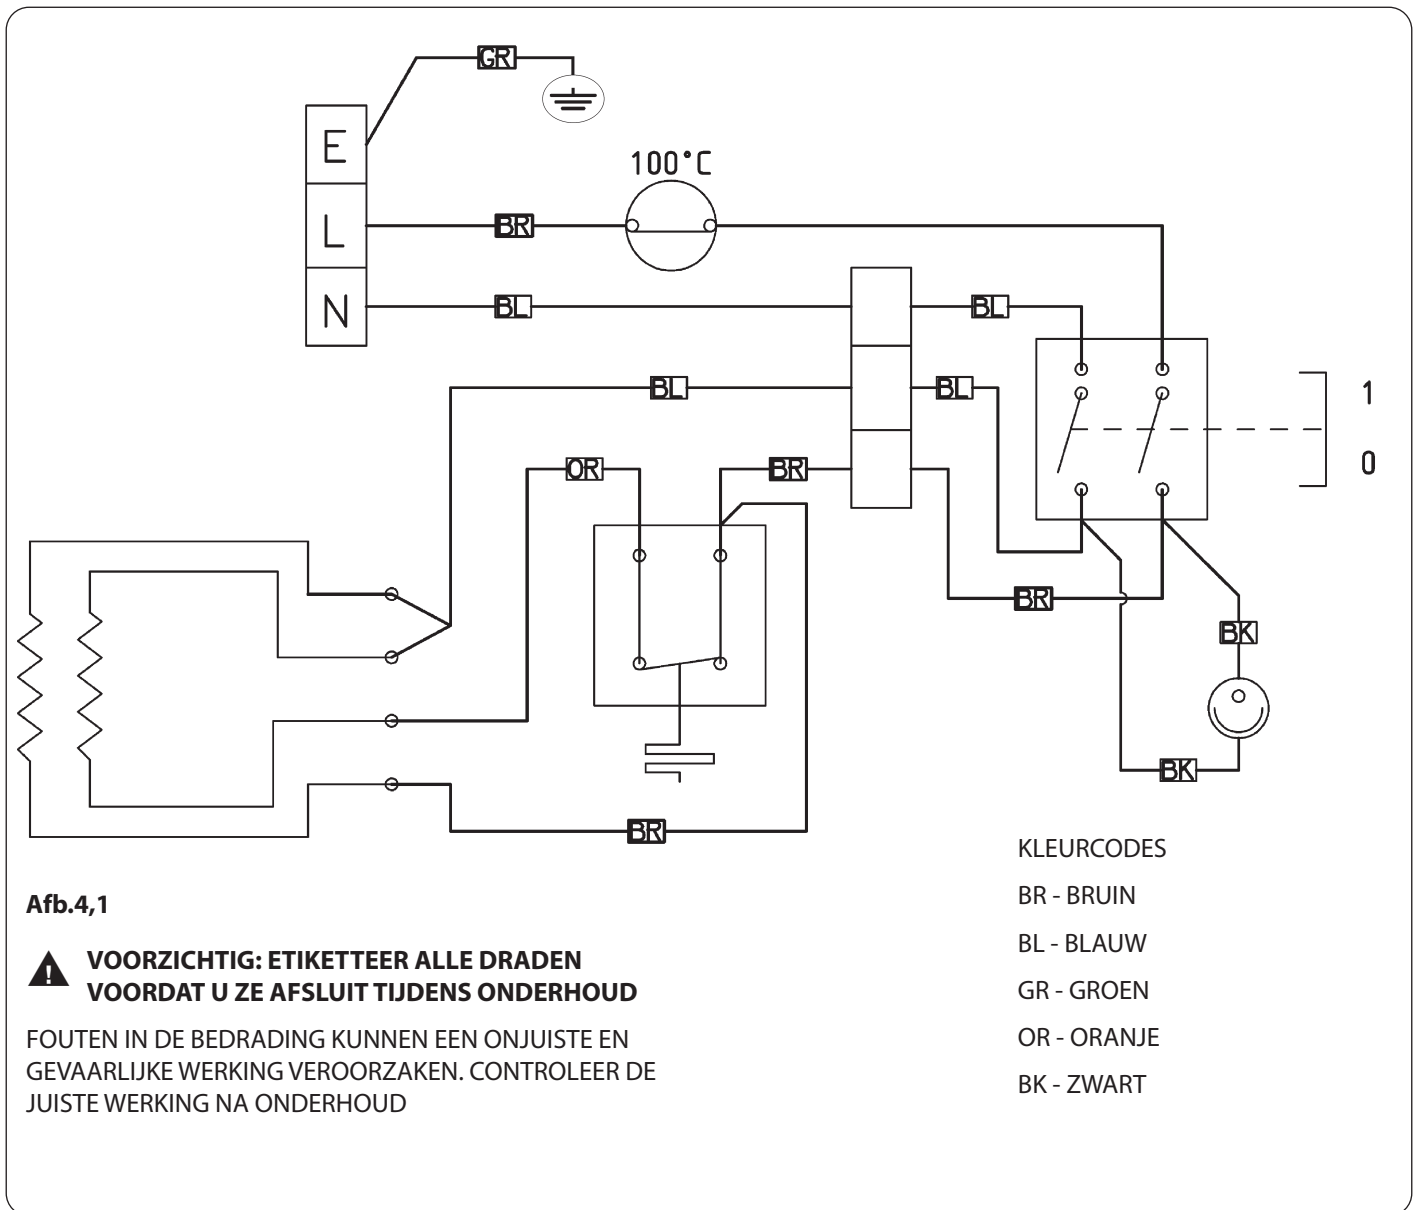 GR
E
100°C
L
BR
N
BL
BL
BL
BL
1
OR
BR
0
BR
BK
BK
BR
KLEURCODES
BR - BRUIN
BL - BLAUW
GR - GROEN
OR - ORANJE
BK - ZWART
Afb.4,1
VOORZICHTIG: ETIKETTEER ALLE DRADEN
VOORDAT U ZE AFSLUIT TIJDENS ONDERHOUD
FOUTEN IN DE BEDRADING KUNNEN EEN ONJUISTE EN
GEVAARLIJKE WERKING VEROORZAKEN. CONTROLEER DE
JUISTE WERKING NA ONDERHOUD